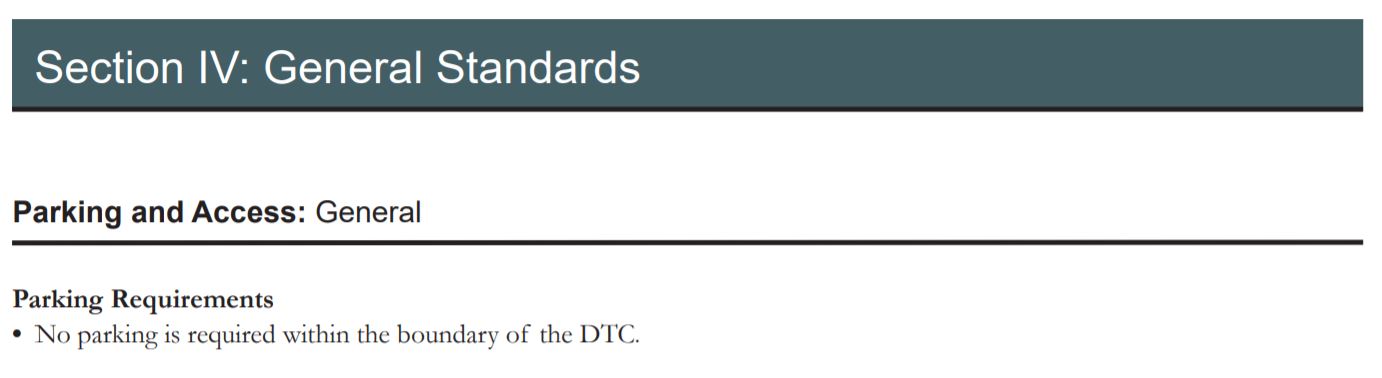 Section IV: General Standards
Parking and Access: General
Parking Requirements
• No parking is required within the boundary of the DTC.